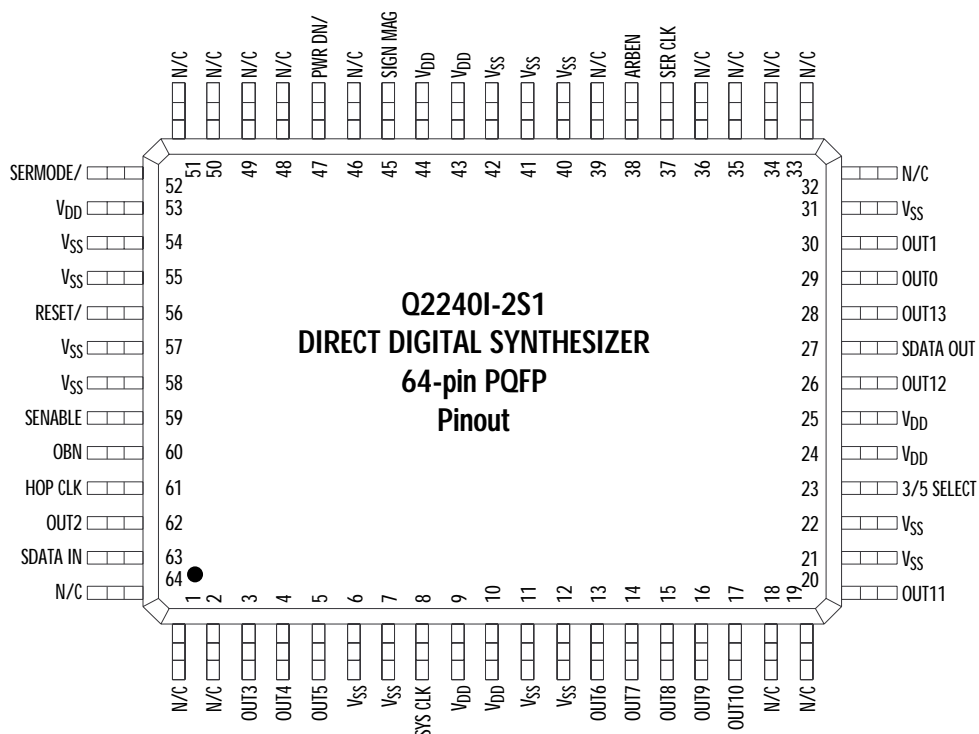 N/C
N/C
N/C
N/C
PWR DN/
N/C
SIGN MAG
VDD
VDD
VSS
VSS
VSS
N/C
ARBEN
SER CLK
N/C
N/C
N/C
N/C
51
50
49
48
47
46
45
44
43
42
41
40
39
38
37
36
35
34
33
SERMODE/ 52
VDD 53
VSS 54
VSS 55
RESET/ 56
VSS 57
VSS 58
SENABLE 59
OBN 60
HOP CLK 61
OUT2 62
SDATA IN 63
N/C 64
Q2240I-2S1
DIRECT DIGITAL SYNTHESIZER
64-pin PQFP
Pinout
32 N/C
31 VSS
30 OUT1
29 OUT0
28 OUT13
27 SDATA OUT
26 OUT12
25 VDD
24 VDD
23 3/5 SELECT
22 VSS
21 VSS
20 OUT11
1
2
3
4
5
6
7
8
9
10
11
12
13
14
15
16
17
18
19
N/C
N/C
OUT3
OUT4
OUT5
VSS
VSS
SYS CLK
VDD
VDD
VSS
VSS
OUT6
OUT7
OUT8
OUT9
OUT10
N/C
N/C